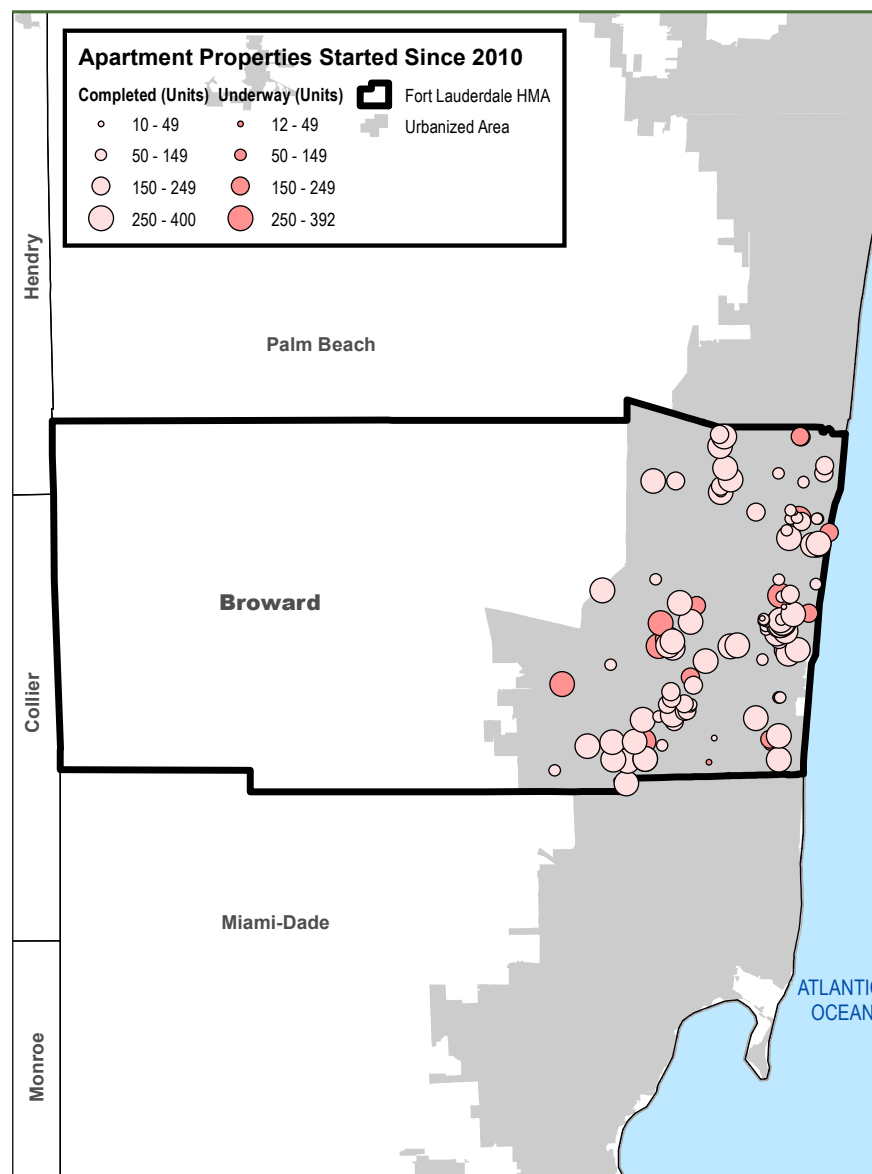 Apartment Properties Started Since 2010
Completed (Units) Underway (Units)
Fort Lauderdale HMA
10 - 49 12 - 49
Urbanized Area
50 - 149 50 - 149
150 - 249 150 - 249
250 - 400 250 - 392
Hendry
Palm Beach
Broward
Collier
Miami-Dade
ATLANTIC
OCEAN
Monroe